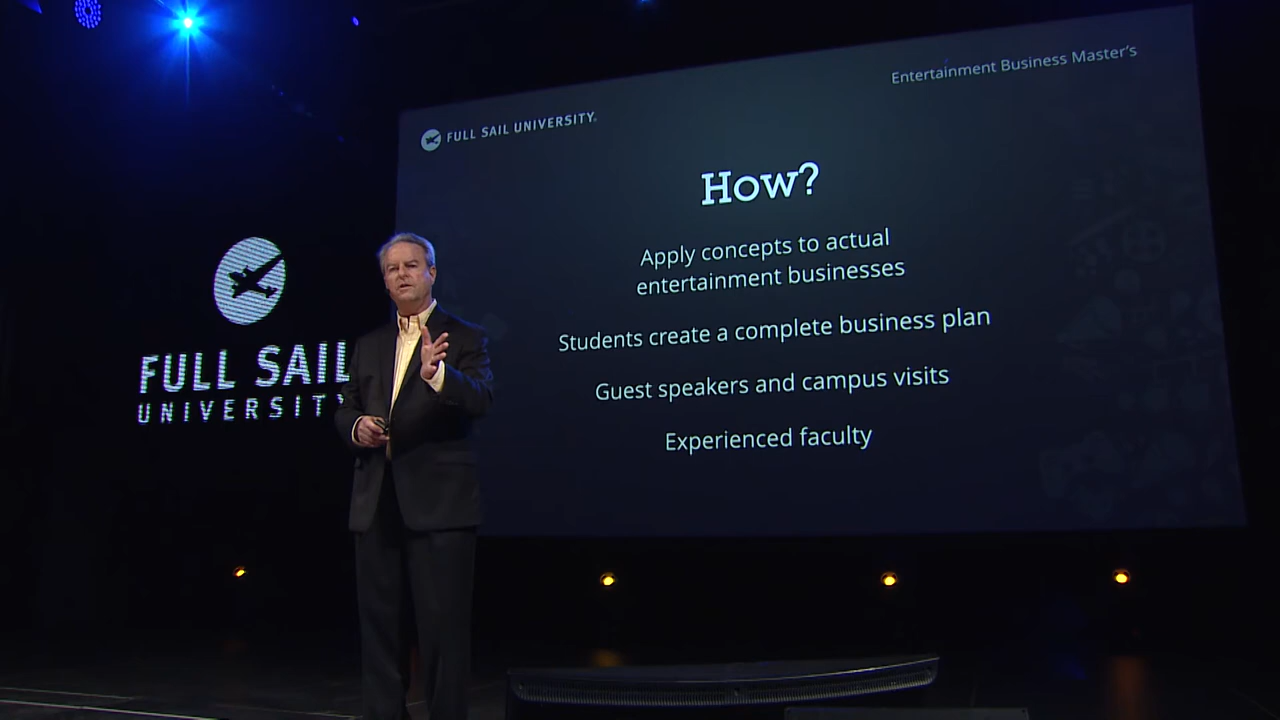 Entertainment Business Master's
FULL SAIL UNIVERSITY
How?
Apply concepts to actual
entertainment businesses
Students create a complete business plan
Guest speakers and campus visits
Experienced faculty
FULL SAIL
UNIVERSITY